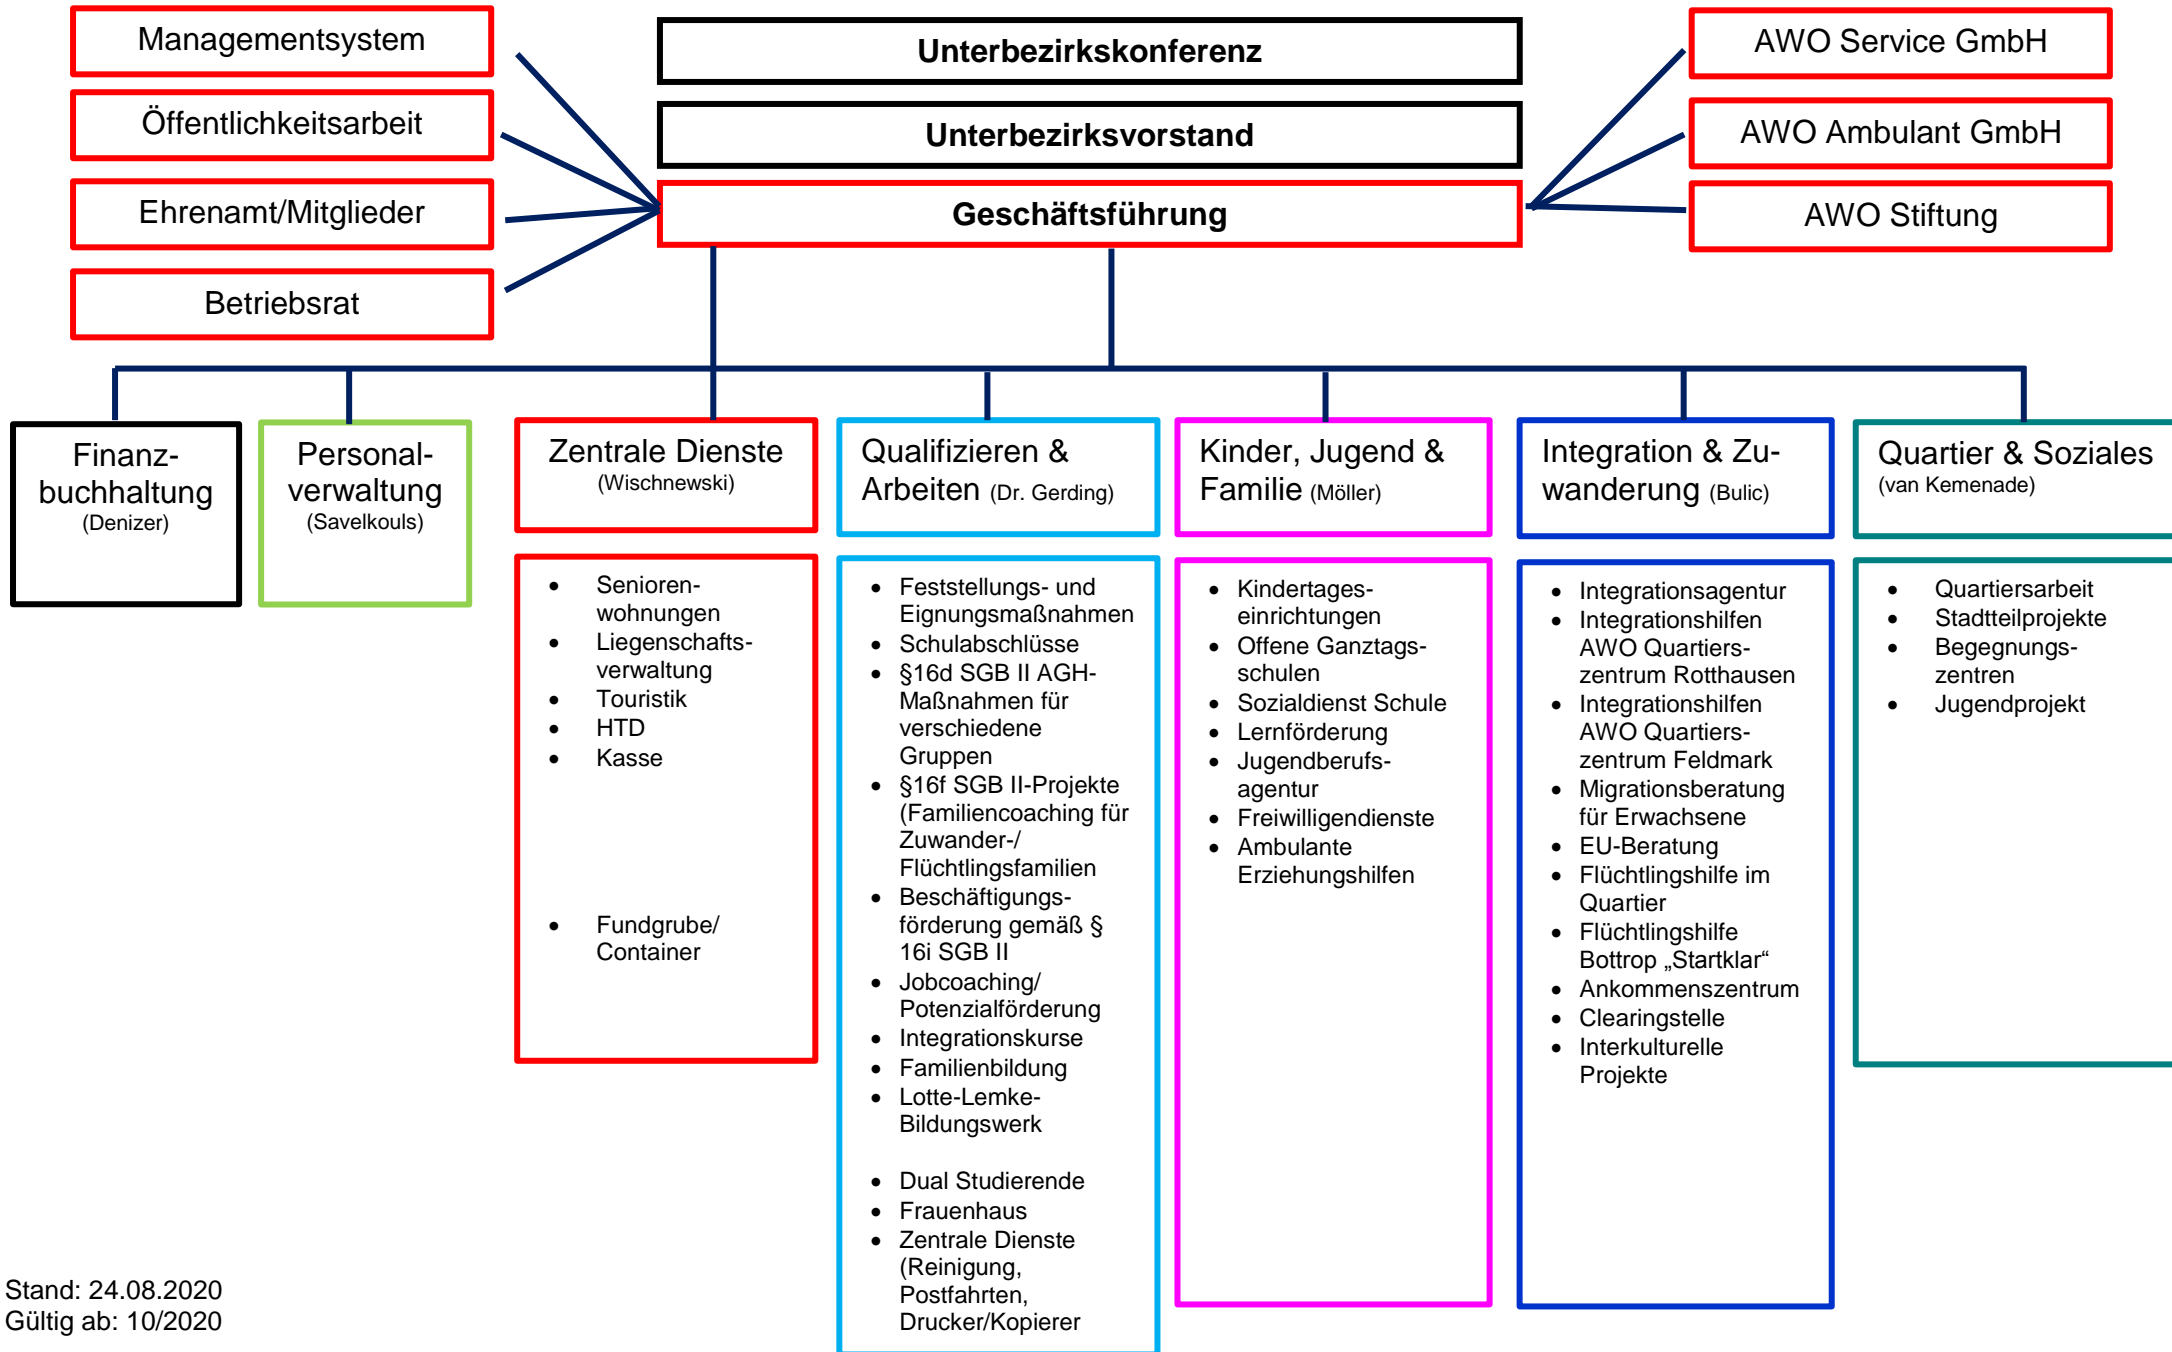 Managementsystem
Öffentlichkeitsarbeit
Ehrenamt/Mitglieder
Betriebsrat
Unterbezirkskonferenz
Unterbezirksvorstand
Geschäftsführung
AWO Service GmbH
AWO Ambulant GmbH
AWO Stiftung
Finanz-
buchhaltung
(Denizer)
Personal-
verwaltung
(Savelkouls)
Zentrale Dienste
(Wischnewski)
• Senioren-
wohnungen
• Liegenschafts-
verwaltung
• Touristik
• HTD
• Kasse
• Fundgrube/
Container
Qualifizieren &
Arbeiten (Dr. Gerding)
• Feststellungs- und
Eignungsmaßnahmen
• Schulabschlüsse
• §16d SGB II AGH-
Maßnahmen für
verschiedene
Gruppen
• §16f SGB II-Projekte
(Familiencoaching für
Zuwander-/
Flüchtlingsfamilien
• Beschäftigungs-
förderung gemäß §
16i SGB II
• Jobcoaching/
Potenzialförderung
• Integrationskurse
• Familienbildung
• Lotte-Lemke-
Bildungswerk
• Dual Studierende
• Frauenhaus
• Zentrale Dienste
(Reinigung,
Postfahrten,
Drucker/Kopierer
Kinder, Jugend &
Familie (Möller)
• Kindertages-
einrichtungen
• Offene Ganztags-
schulen
• Sozialdienst Schule
• Lernförderung
• Jugendberufs-
agentur
• Freiwilligendienste
• Ambulante
Erziehungshilfen
Integration & Zu-
wanderung (Bulic)
• Integrationsagentur
• Integrationshilfen
AWO Quartiers-
zentrum Rotthausen
• Integrationshilfen
AWO Quartiers-
zentrum Feldmark
• Migrationsberatung
für Erwachsene
• EU-Beratung
• Flüchtlingshilfe im
Quartier
• Flüchtlingshilfe
Bottrop „Startklar“
• Ankommenszentrum
• Clearingstelle
• Interkulturelle
Projekte
Quartier & Soziales
(van Kemenade)
• Quartiersarbeit
• Stadtteilprojekte
• Begegnungs-
zentren
• Jugendprojekt
Stand: 24.08.2020
Gültig ab: 10/2020